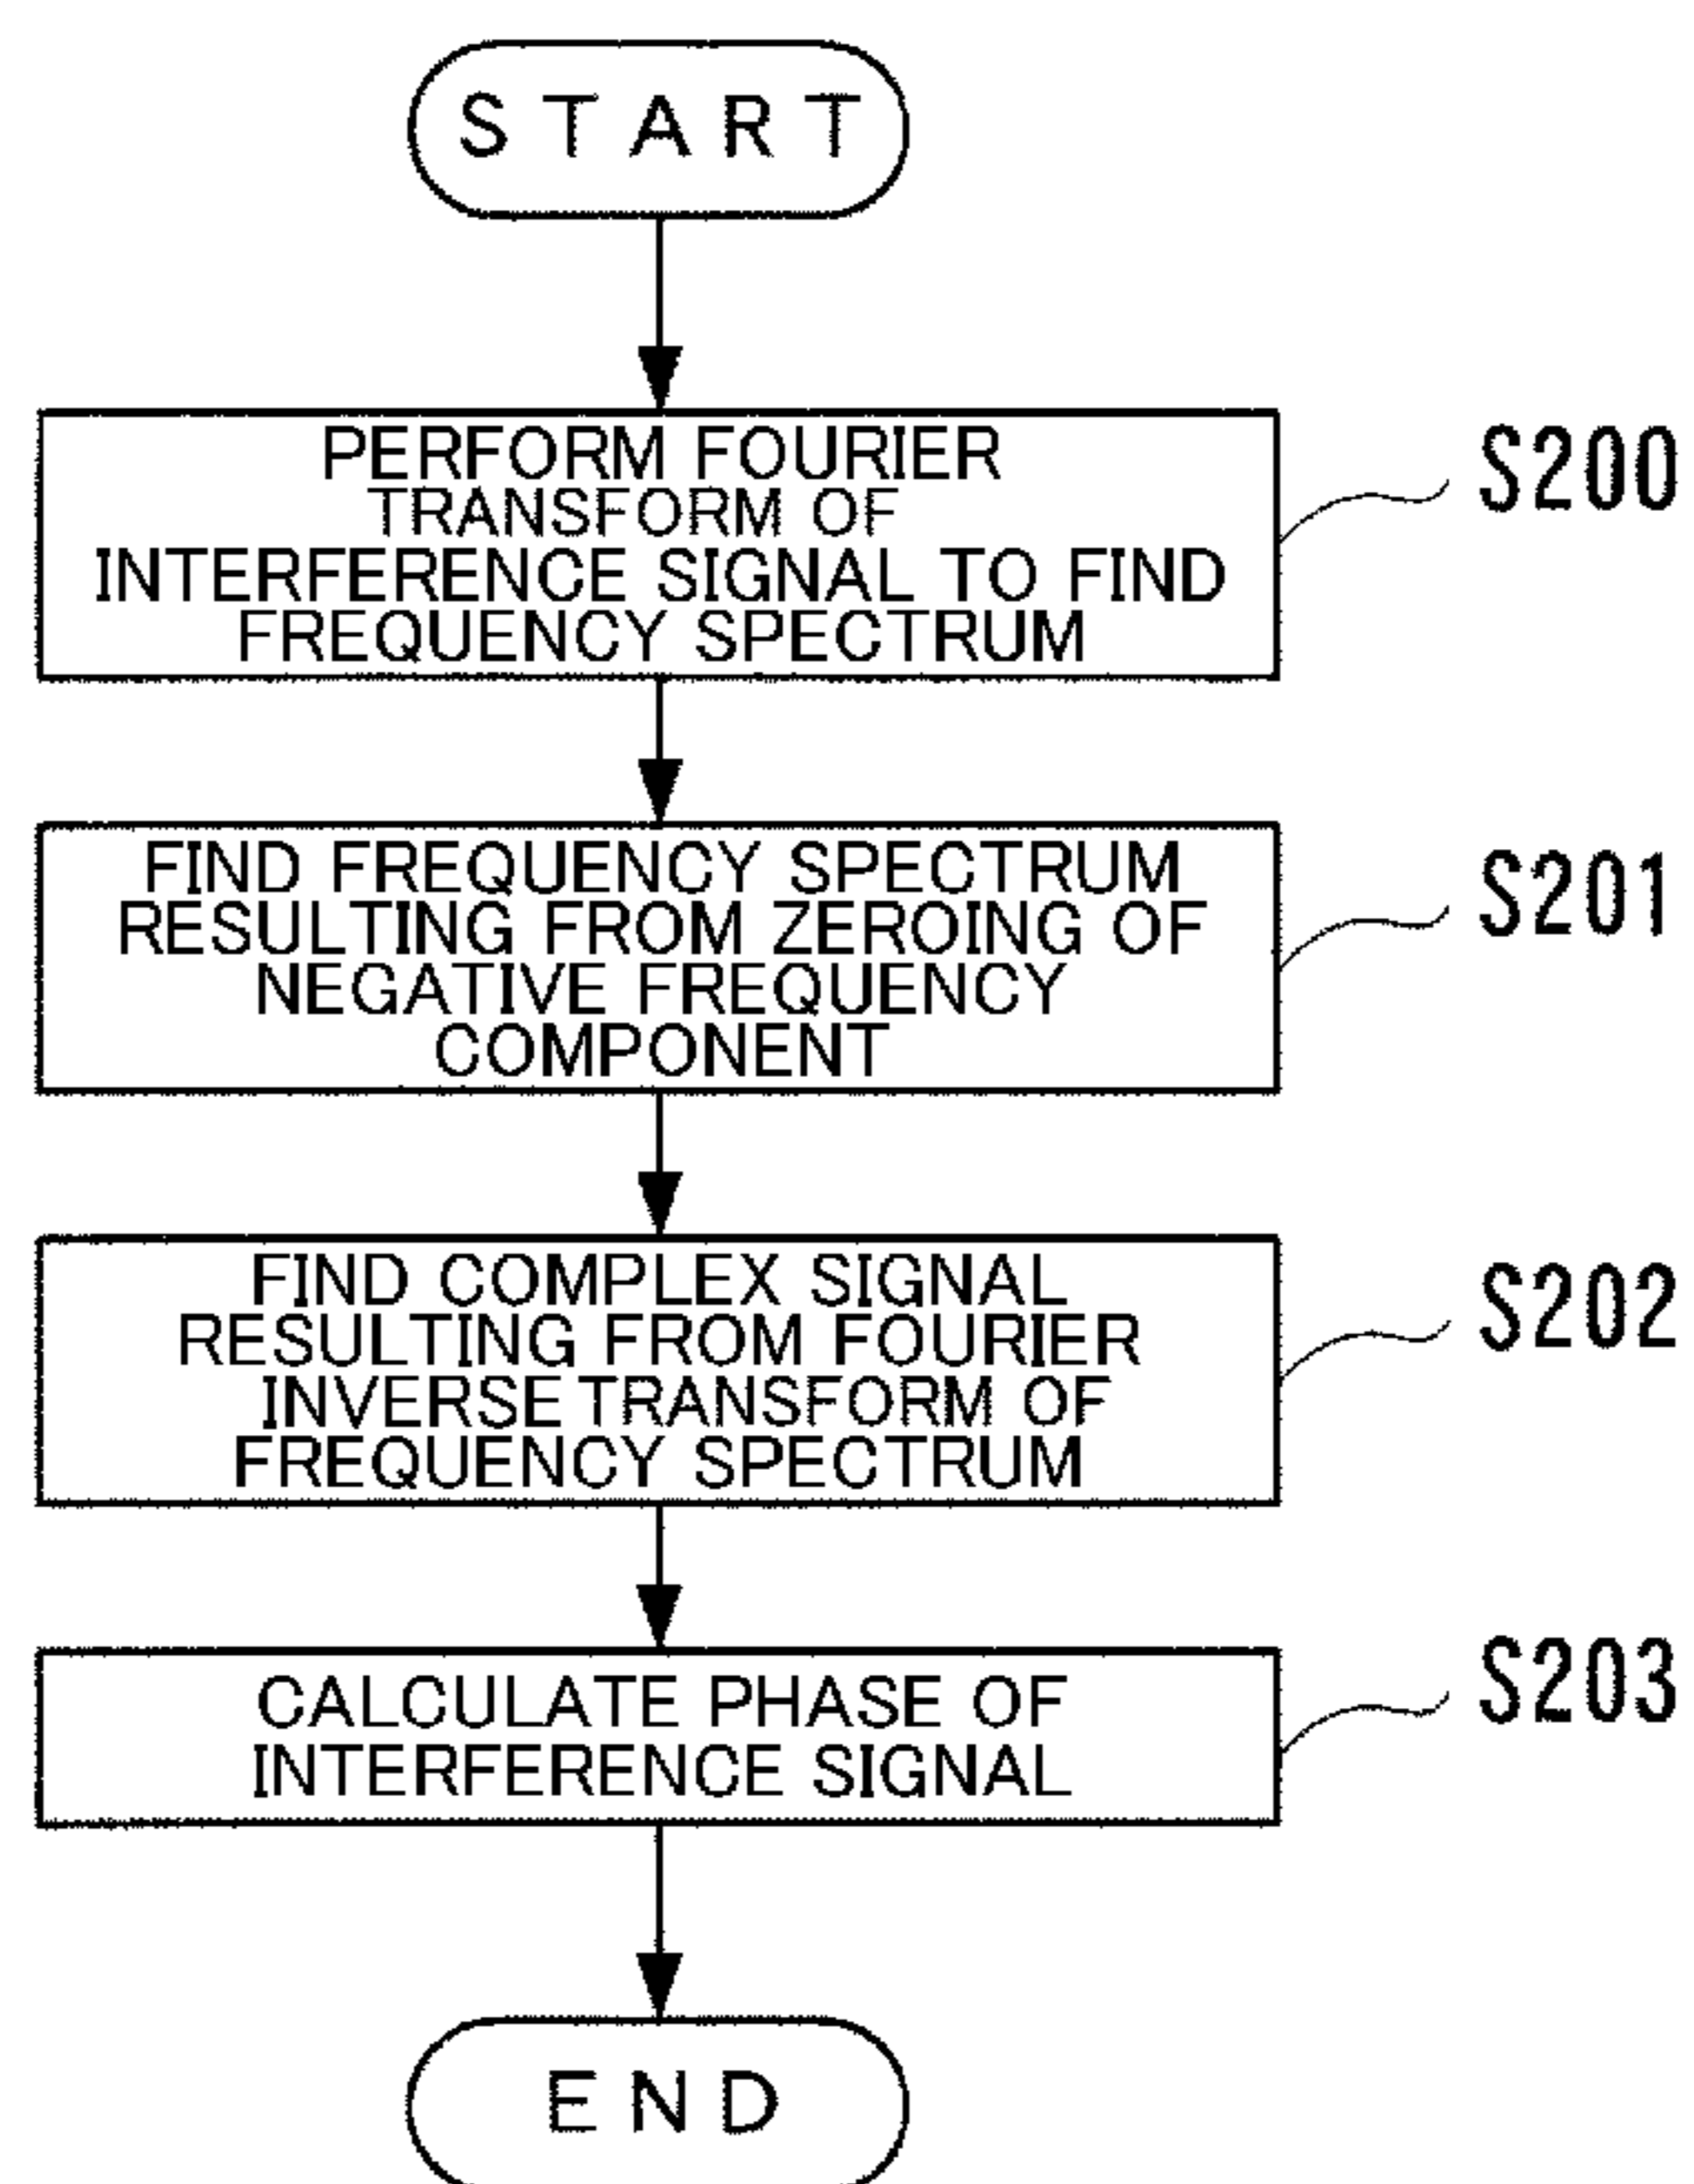 START
PERFORM FOURIER
TRANSFORM OF
INTERFERENCE SIGNAL TO FIND
FREQUENCY SPECTRUM
S200
FIND FREQUENCY SPECTRUM
RESULTING FROM ZEROING OF
NEGATIVE FREQUENCY
COMPONENT
S201
FIND COMPLEX SIGNAL
RESULTING FROM FOURIER
INVERSE TRANSFORM OF
FREQUENCY SPECTRUM
S202
CALCULATE PHASE OF
INTERFERENCE SIGNAL
S203
END